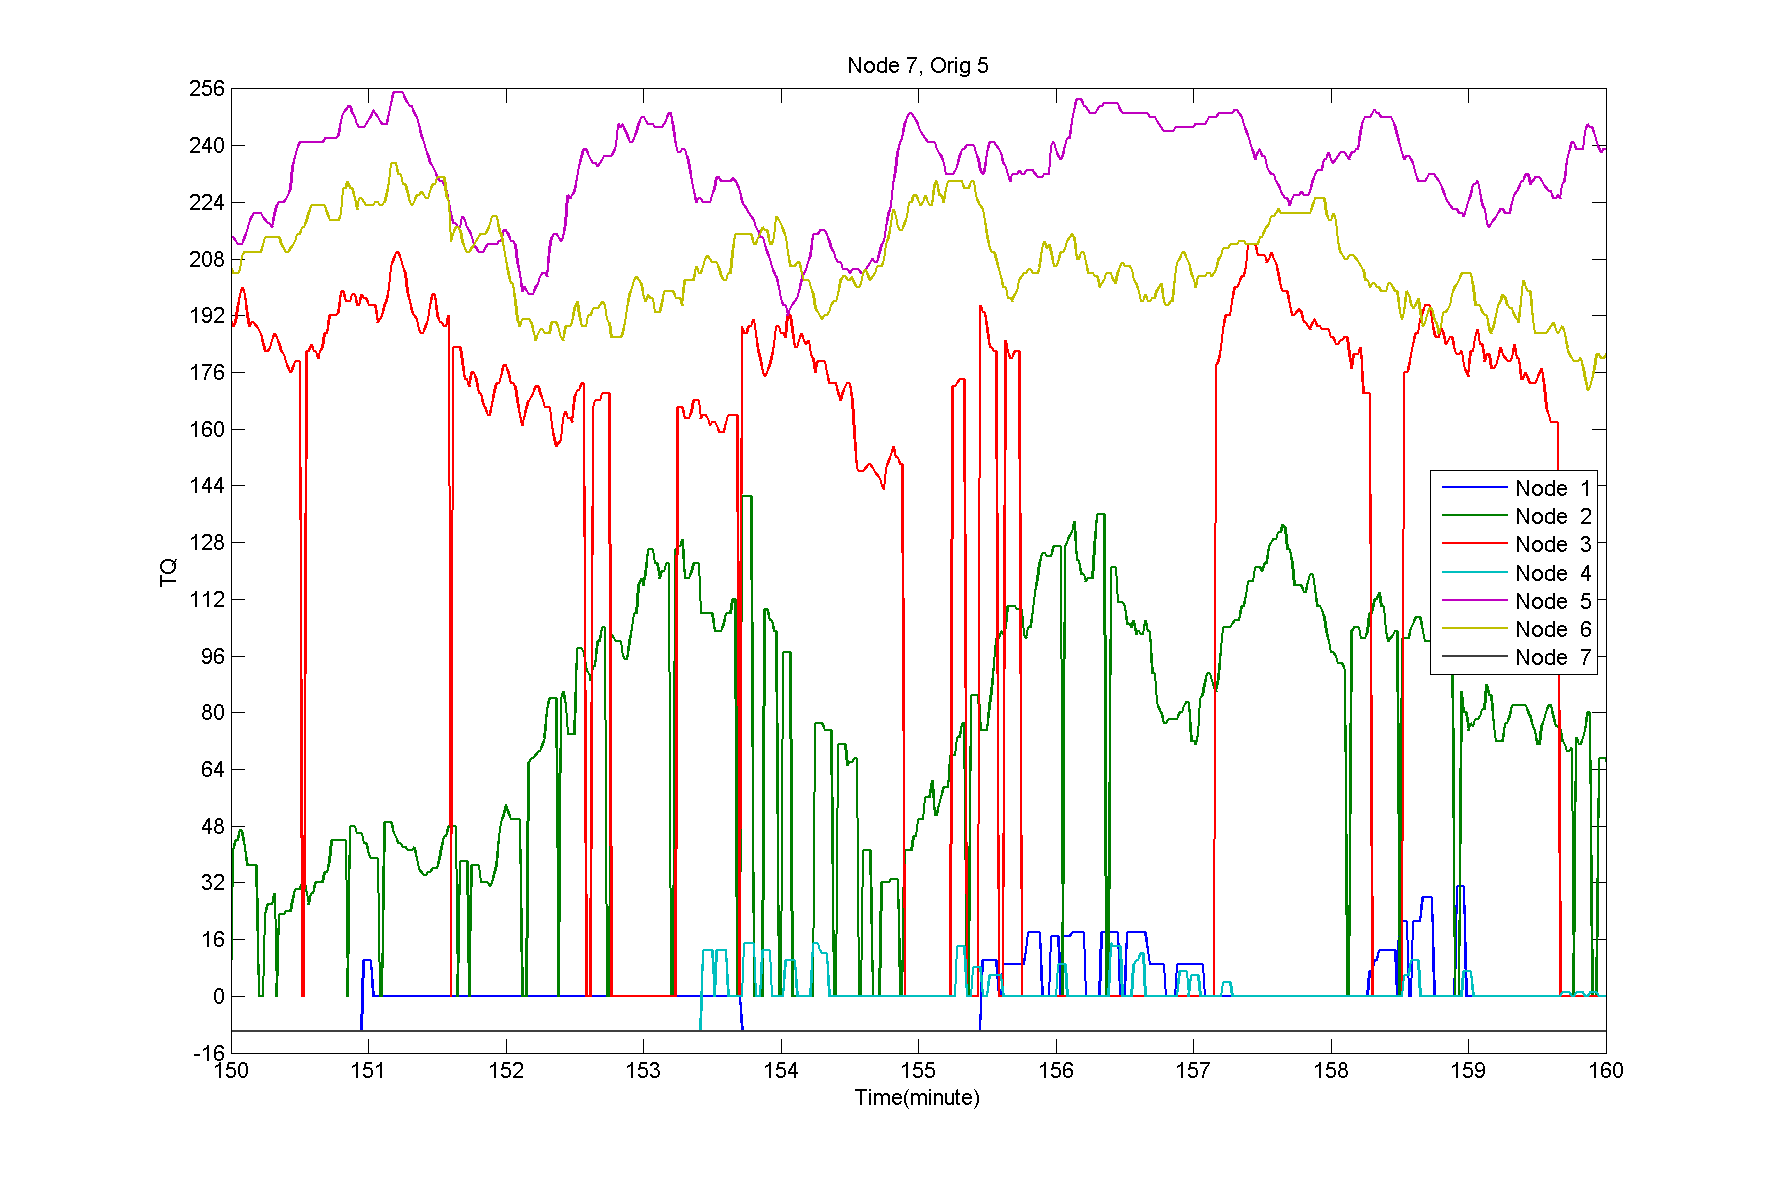 Node 7, Orig 5
256
240
224
208
192
176
160
144
128
112
96
80
64
48
32
16
0
-16
TQ
Node 1
Node 2
Node 3
Node 4
Node 5
Node 6
Node 7
150 151 152 153 154 155 156 157 158 159 160
Time(minute)